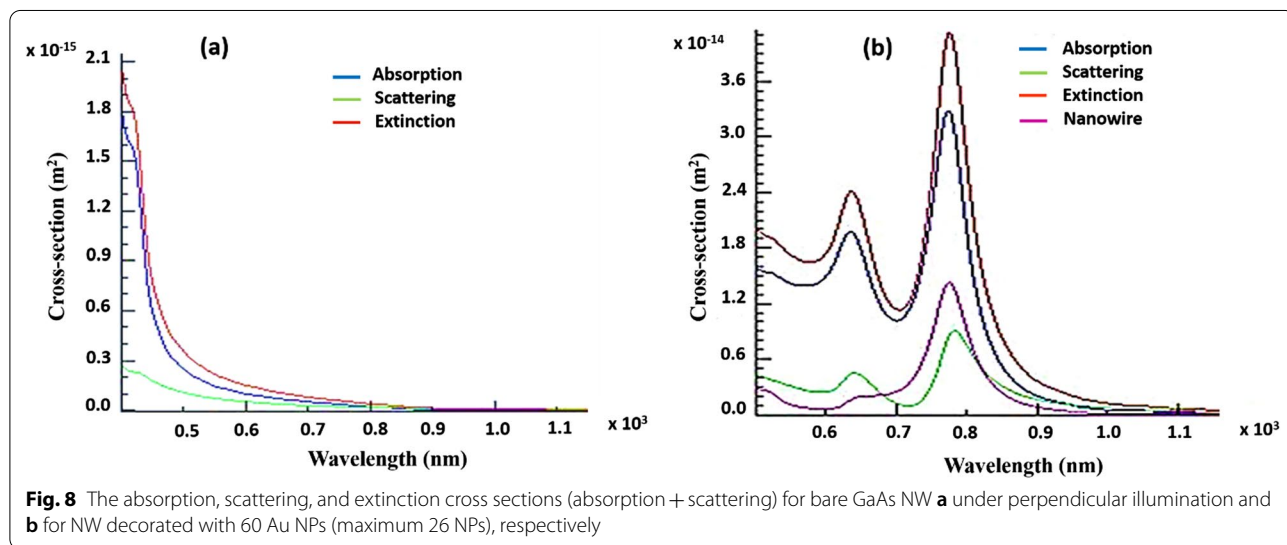 x 10-15
(a)
2.1
1.8
1.5
1.2
0.9
0.6
0.3
0.0
Cross-section (m2)
Absorption
Scattering
Extinction
0.5 0.6 0.7 0.8 0.9 1.0 1.1
x 103
Wavelength (nm)
x 10-14
(b)
3.6
3.0
2.4
1.8
1.2
0.6
0.0
Cross-section (m2)
Absorption
Scattering
Extinction
Nanowire
0.6 0.7 0.8 0.9 1.0 1.1
x 103
Wavelength (nm)
Fig. 8 The absorption, scattering, and extinction cross sections (absorption + scattering) for bare GaAs NW a under perpendicular illumination and
b for NW decorated with 60 Au NPs (maximum 26 NPs), respectively